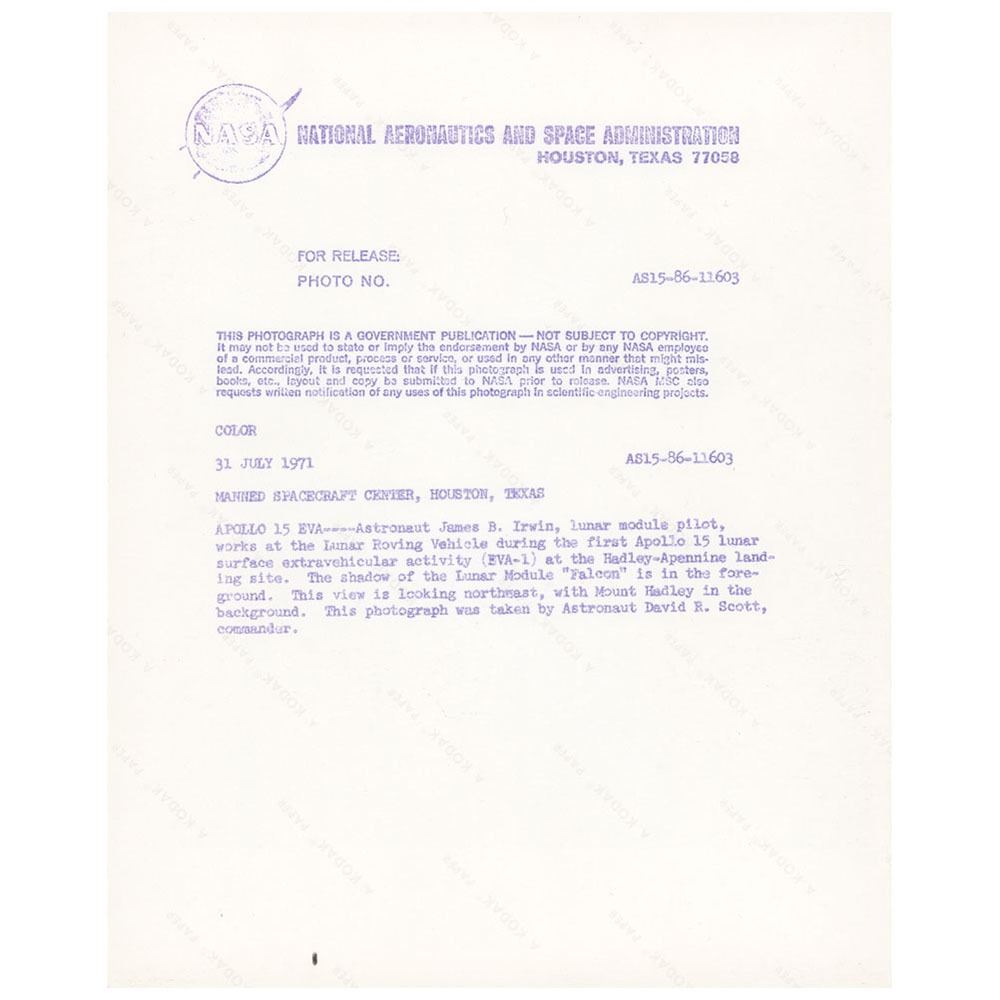 NASA
NATIONAL AERONAUTICS AND SPACE ADMINISTRATION
HOUSTON, TEXAS 77058
FOR RELEASE:
PHOTO NO. AS15-86-11603
THIS PHOTOGRAPH IS A GOVERNMENT PUBLICATION — NOT SUBJECT TO COPYRIGHT.
It may not be used to state or imply the endorsement by NASA or by any NASA employee
of a commercial product, process or service, or used in any other manner that might mis-
lead. Accordingly, it is requested that if this photograph is used in advertising, posters,
books, etc., layout and copy be submitted to NASA prior to release. NASA MSC also
requests written notification of any uses of this photograph in scientific-engineering projects.
COLOR
31 JULY 1971 AS15-86-11603
MANNED SPACECRAFT CENTER, HOUSTON, TEXAS
APOLLO 15 EVA----Astronaut James B. Irwin, lunar module pilot,
works at the Lunar Roving Vehicle during the first Apollo 15 lunar
surface extravehicular activity (EVA-1) at the Hadley-Apennine land-
ing site. The shadow of the Lunar Module "Falcon" is in the fore-
ground. This view is looking northeast, with Mount Hadley in the
background. This photograph was taken by Astronaut David R. Scott,
commander.
A KODAK PAPER